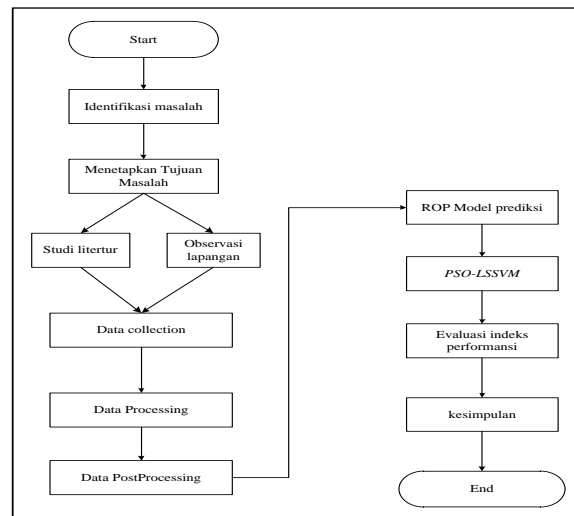 Start
Identifikasi masalah
Menetapkan Tujuan
Masalah
Studi litertur
Observasi
lapangan
Data collection
Data Processing
Data PostProcessing
ROP Model prediksi
PSO-LSSVM
Evaluasi indeks
performansi
kesimpulan
End